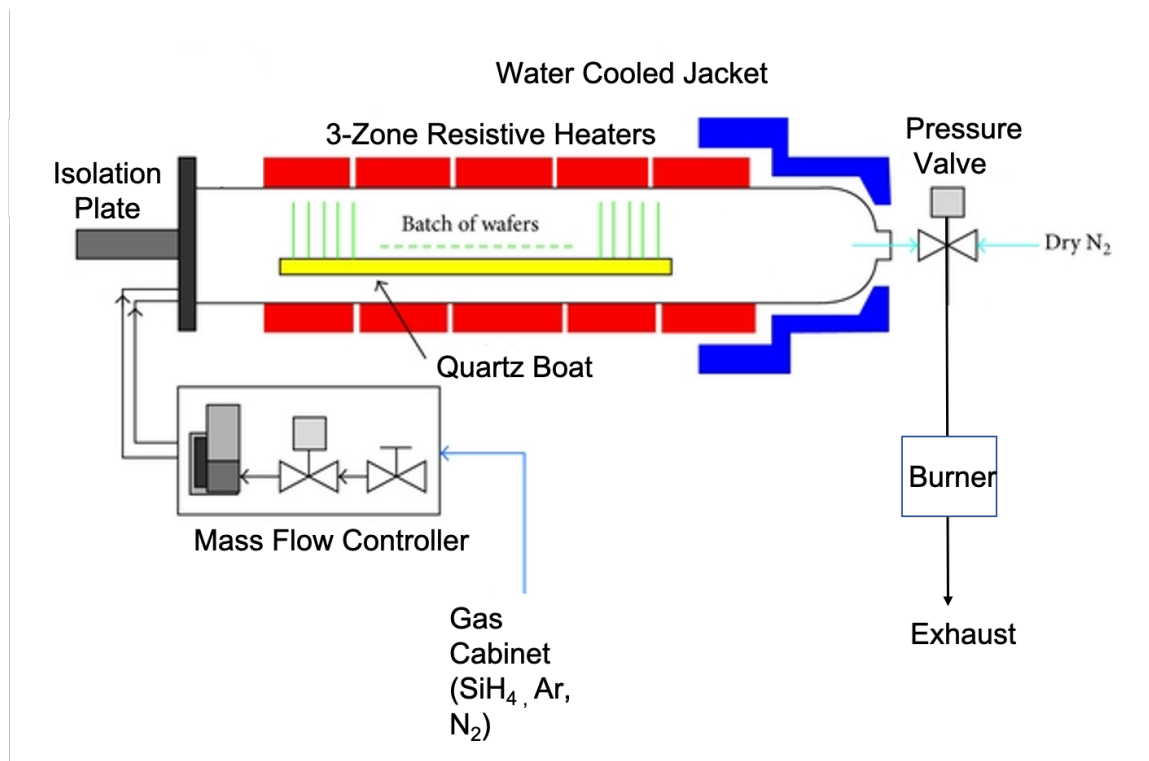 Water Cooled Jacket
3-Zone Resistive Heaters
Pressure
Valve
Isolation
Plate
Batch of wafers
Dry N₂
Quartz Boat
Burner
Mass Flow Controller
Gas
Cabinet
(SiH₄ , Ar,
N₂)
Exhaust